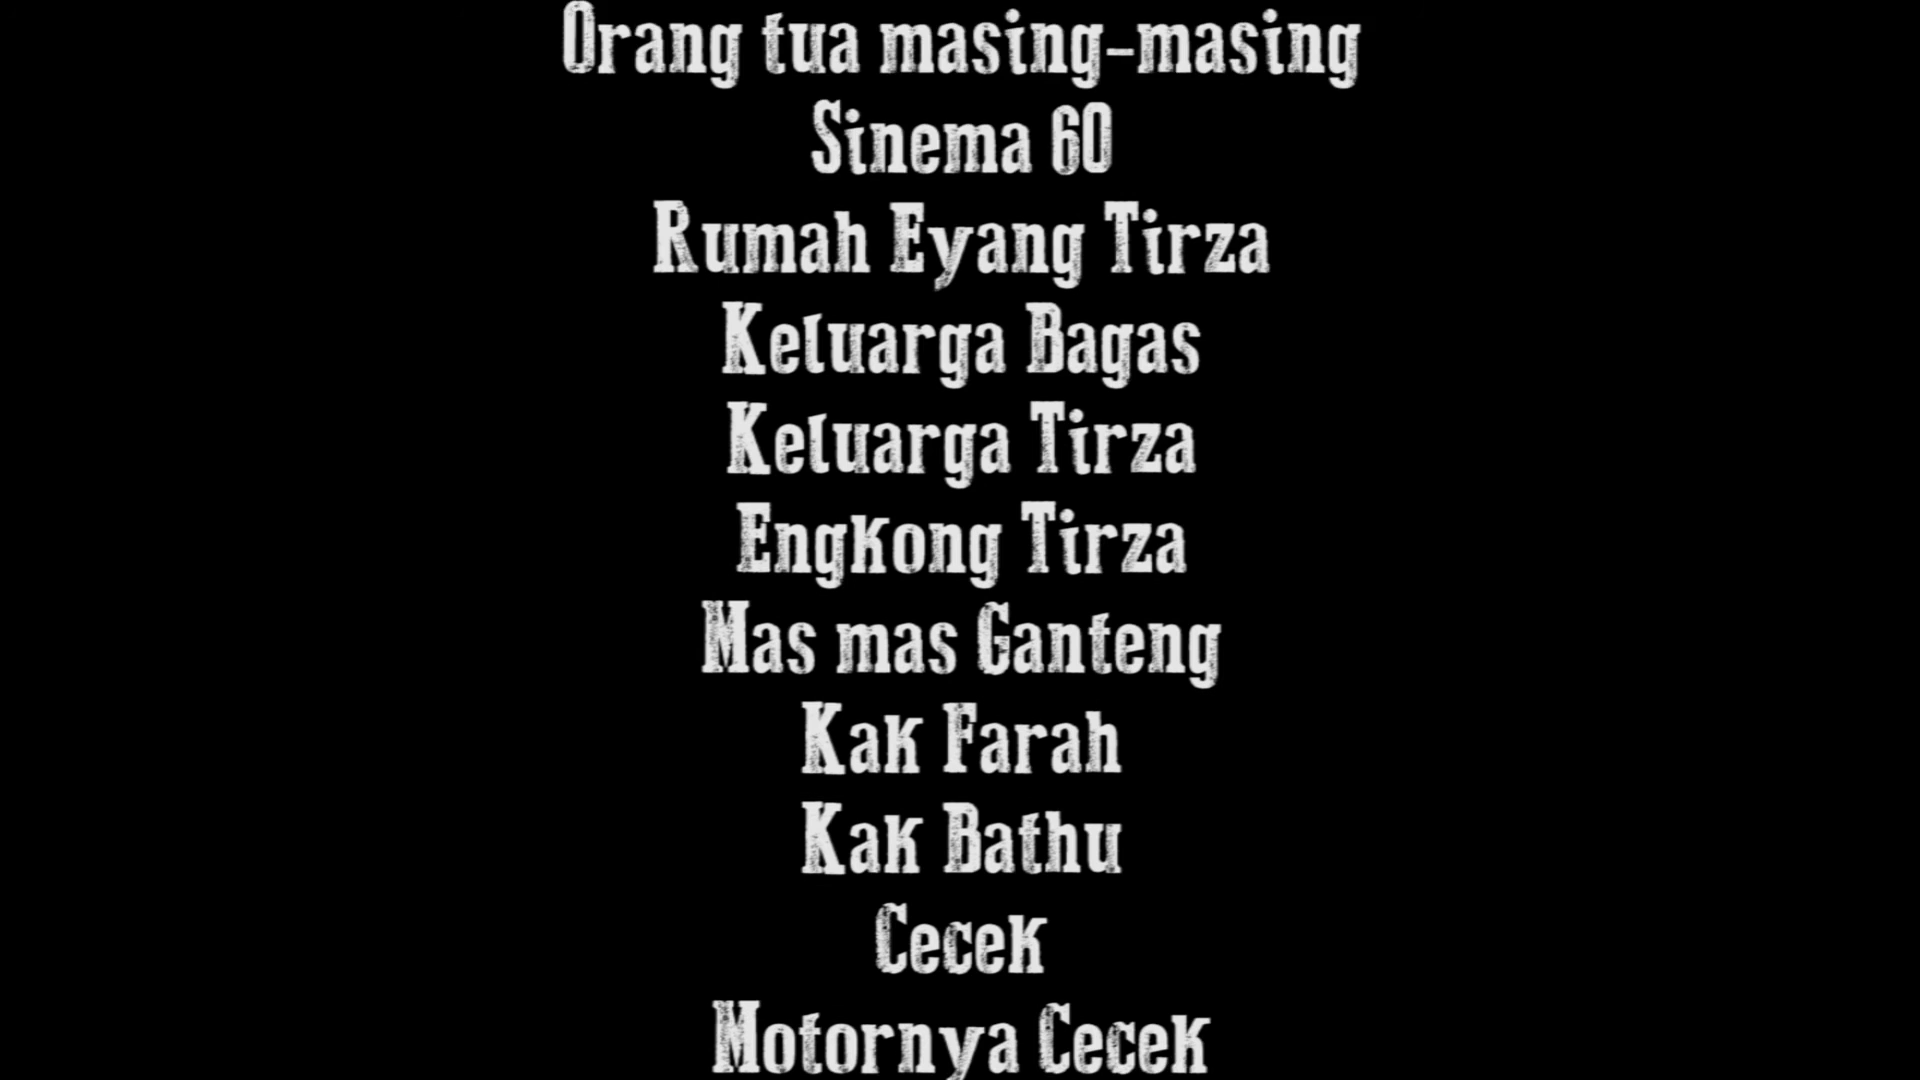 Orang tua masing-masing
Sinema 60
Rumah Eyang Tirza
Keluarga Bagas
Keluarga Tirza
Engkong Tirza
Mas mas Ganteng
Kak Farah
Kak Bathu
Cecek
Motornya Cecek